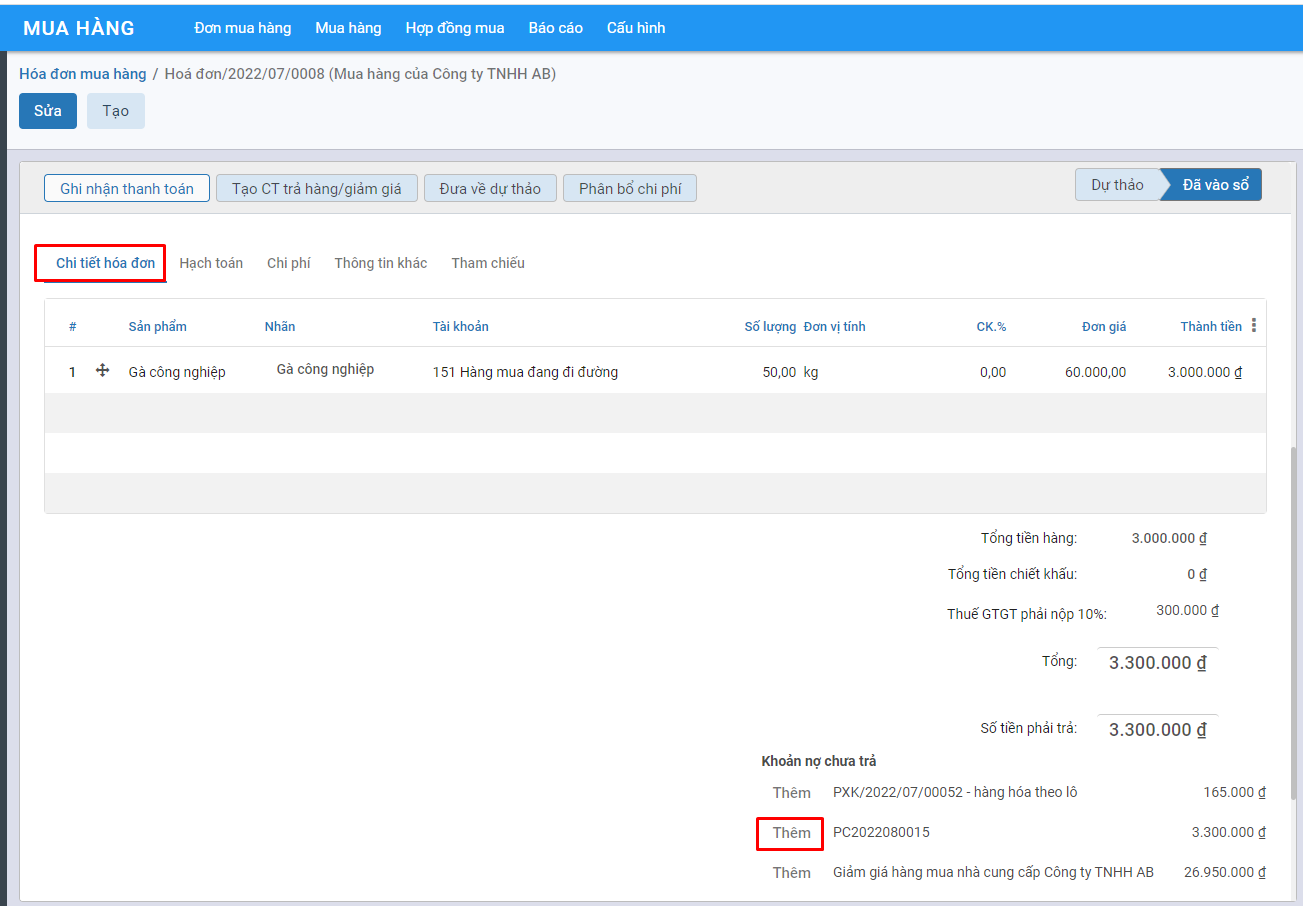 MUA HÀNG Đơn mua hàng Mua hàng Hợp đồng mua Báo cáo Cấu hình
Hóa đơn mua hàng / Hoá đơn/2022/07/0008 (Mua hàng của Công ty TNHH AB)
Sửa Tạo
Ghi nhận thanh toán Tạo CT trả hàng/giảm giá Đưa về dự thảo Phân bổ chi phí Dự thảo Đã vào sổ
Chi tiết hóa đơn Hạch toán Chi phí Thông tin khác Tham chiếu
# Sản phẩm Nhãn Tài khoản Số lượng Đơn vị tính CK.% Đơn giá Thành tiền
1 Gà công nghiệp Gà công nghiệp 151 Hàng mua đang đi đường 50,00 kg 0,00 60.000,00 3.000.000 ₫
Tổng tiền hàng: 3.000.000 ₫
Tổng tiền chiết khấu: 0 ₫
Thuế GTGT phải nộp 10%: 300.000 ₫
Tổng: 3.300.000 ₫
Số tiền phải trả: 3.300.000 ₫
Khoản nợ chưa trả
Thêm PXK/2022/07/00052 - hàng hóa theo lô 165.000 ₫
Thêm PC2022080015 3.300.000 ₫
Thêm Giảm giá hàng mua nhà cung cấp Công ty TNHH AB 26.950.000 ₫